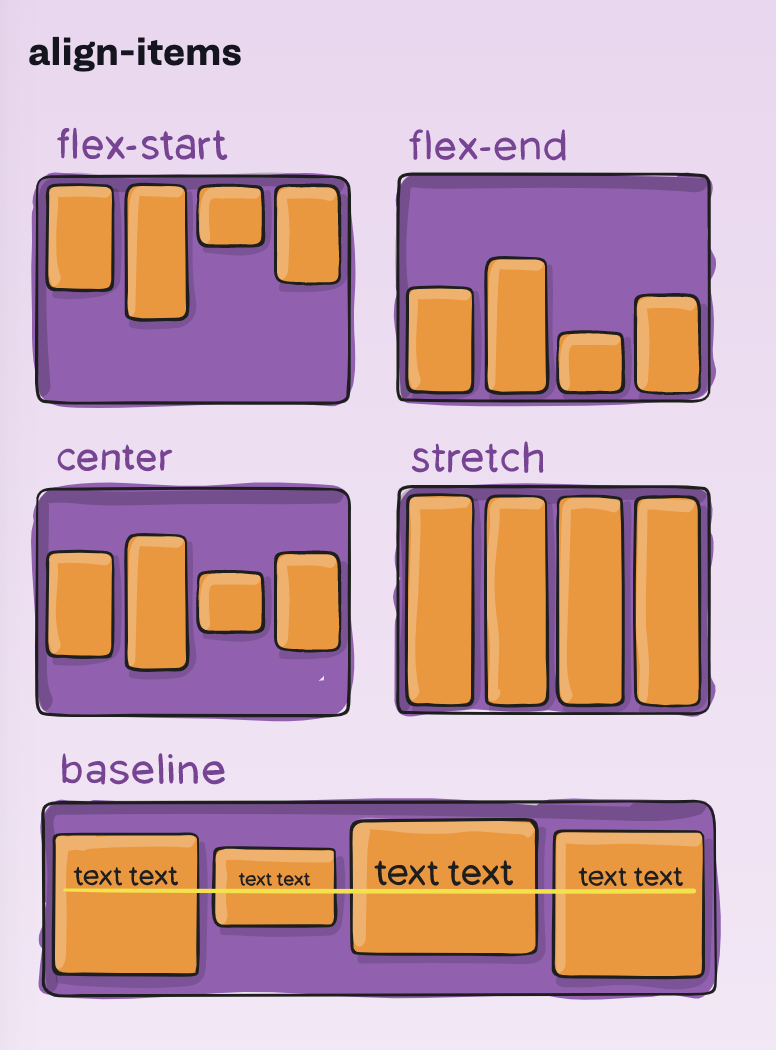 align-items
flex-start
flex-end
center
stretch
baseline
text text
text text
text text
text text